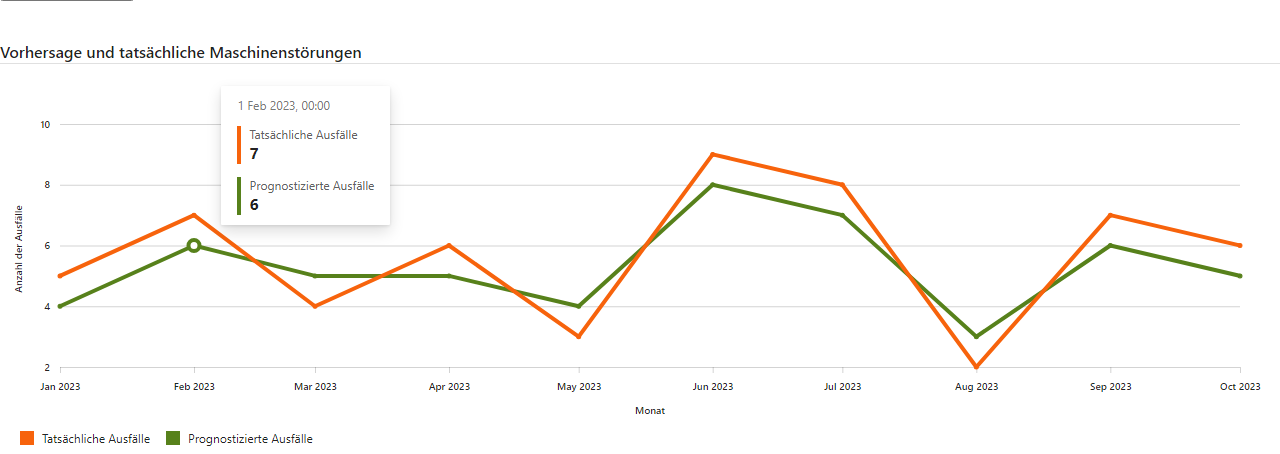 Vorhersage und tatsächliche Maschinenstörungen
1 Feb 2023, 00:00
Tatsächliche Ausfälle
7
Prognostizierte Ausfälle
6
Anzahl der Ausfälle
10
8
6
4
2
Jan 2023 Feb 2023 Mar 2023 Apr 2023 May 2023 Jun 2023 Jul 2023 Aug 2023 Sep 2023 Oct 2023
Monat
Tatsächliche Ausfälle Prognostizierte Ausfälle